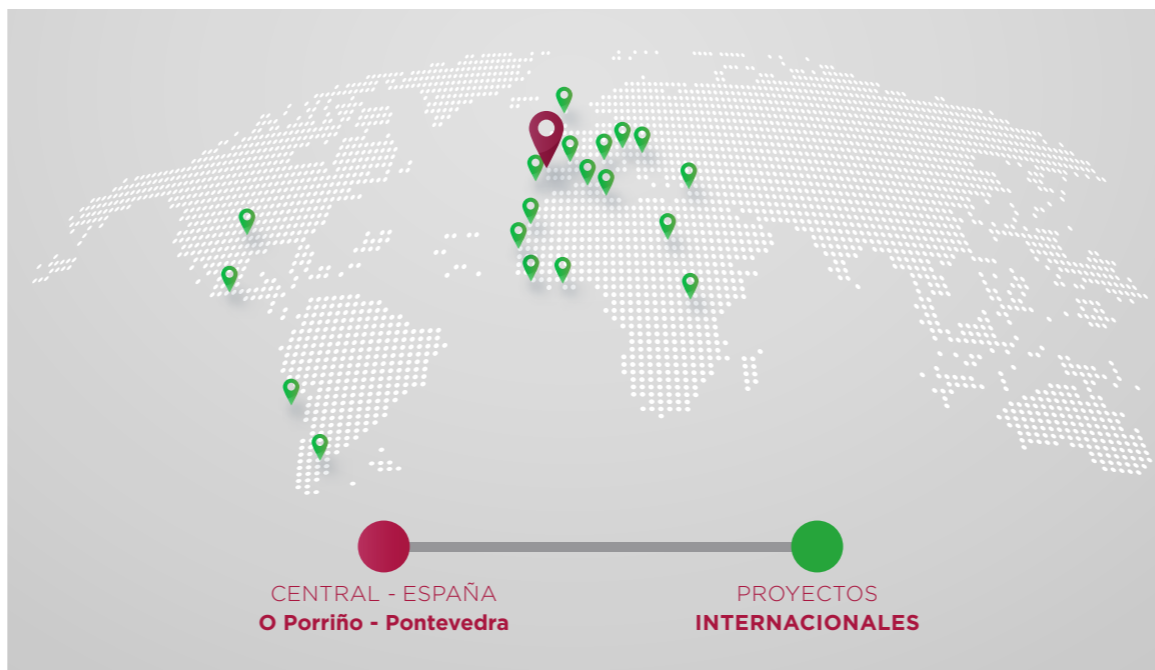 CENTRAL - ESPAÑA
O Porriño - Pontevedra
PROYECTOS
INTERNACIONALES